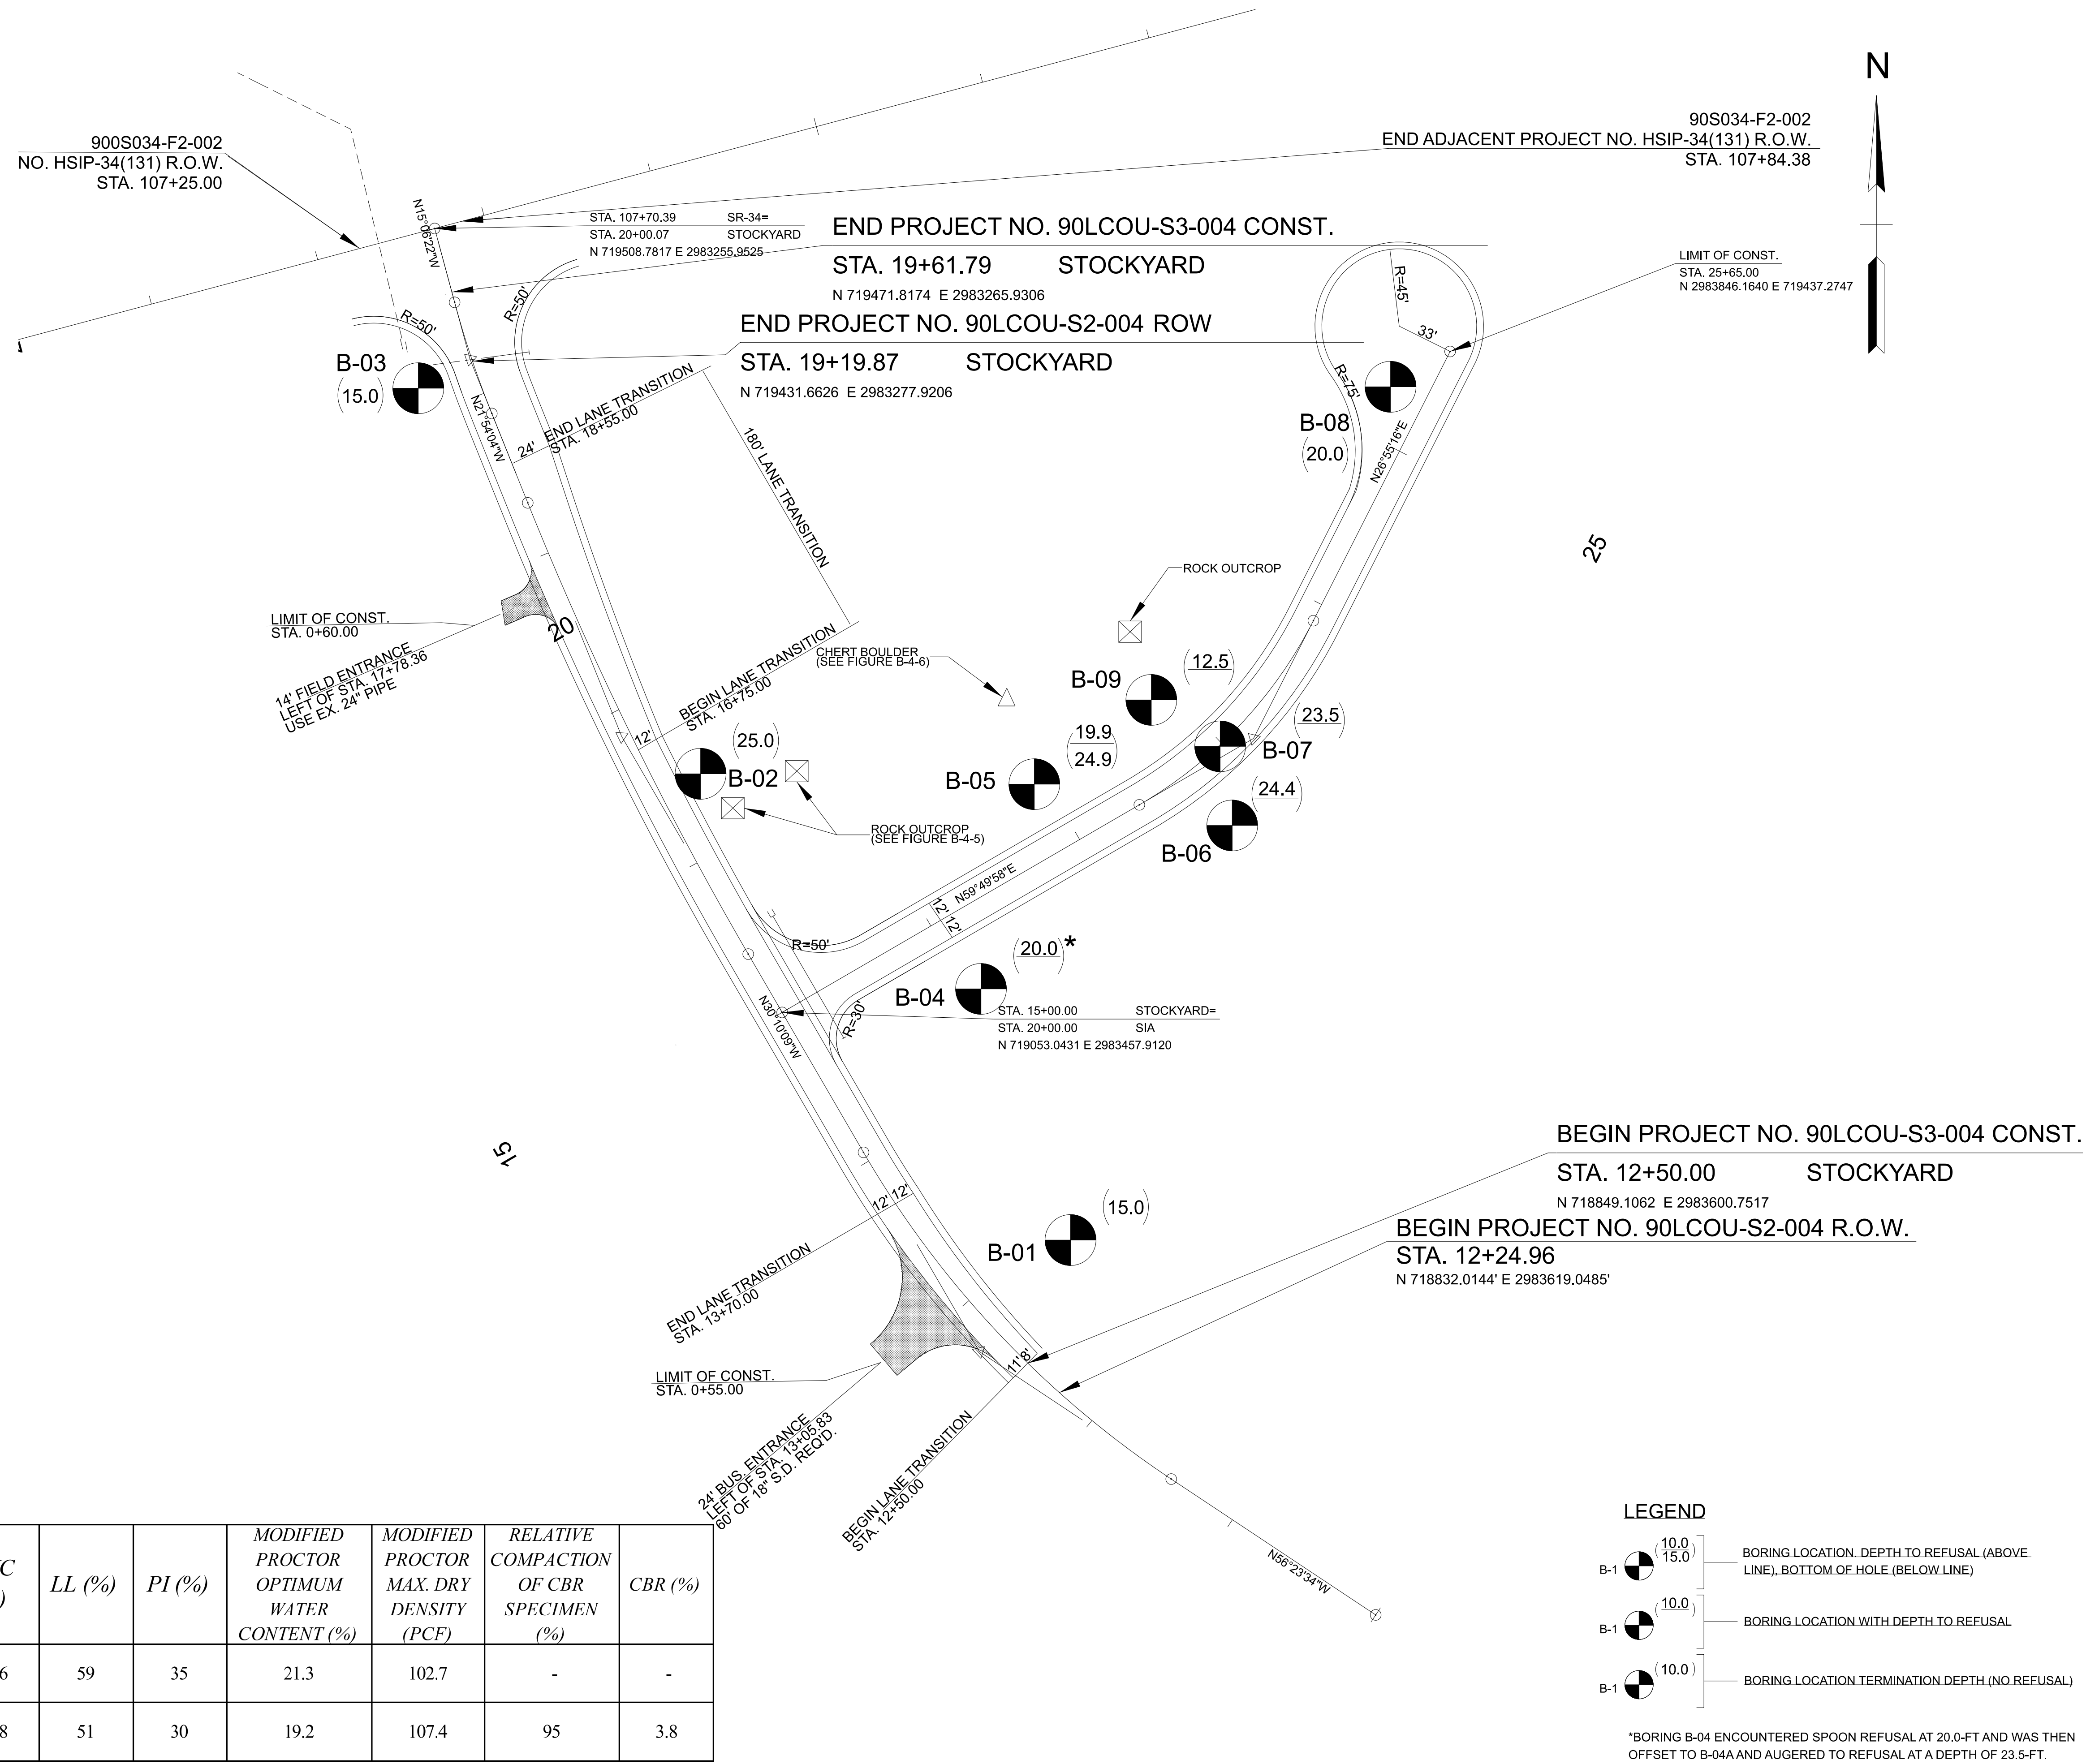 N
900S034-F2-002
NO. HSIP-34(131) R.O.W.
STA. 107+25.00
90S034-F2-002
END ADJACENT PROJECT NO. HSIP-34(131) R.O.W.
STA. 107+84.38
N15°06'22"W
STA. 107+70.39 SR-34=
STA. 20+00.07 STOCKYARD
N 719508.7817 E 2983255.9525
END PROJECT NO. 90LCOU-S3-004 CONST.
STA. 19+61.79 STOCKYARD
N 719471.8174 E 2983265.9306
END PROJECT NO. 90LCOU-S2-004 ROW
STA. 19+19.87 STOCKYARD
N 719431.6626 E 2983277.9206
LIMIT OF CONST.
STA. 25+65.00
N 2983846.1640 E 719437.2747
R=45'
33'
R=75'
R=50'
R=50'
B-03
(15.0)
N21°54'04"W
24'
END LANE TRANSITION
STA. 18+55.00
180' LANE TRANSITION
B-08
(20.0)
N26°55'16"E
25
ROCK OUTCROP
20
LIMIT OF CONST.
STA. 0+60.00
14' FIELD ENTRANCE
LEFT OF STA. 17+78.36
USE EX. 24" PIPE
BEGIN LANE TRANSITION
STA. 16+75.00
12'
CHERT BOULDER
(SEE FIGURE B-4-6)
B-09
(12.5)
(25.0)
B-02
B-05
(19.9
24.9)
(23.5)
B-07
(24.4)
B-06
ROCK OUTCROP
(SEE FIGURE B-4-5)
N59°49'58"E
12' 12'
R=50'
(20.0)*
B-04
R=30'
STA. 15+00.00 STOCKYARD=
STA. 20+00.00 SIA
N 719053.0431 E 2983457.9120
N30°10'09"W
15
BEGIN PROJECT NO. 90LCOU-S3-004 CONST.
STA. 12+50.00 STOCKYARD
N 718849.1062 E 2983600.7517
BEGIN PROJECT NO. 90LCOU-S2-004 R.O.W.
STA. 12+24.96
N 718832.0144' E 2983619.0485'
12' 12'
(15.0)
B-01
END LANE TRANSITION
STA. 13+70.00
11'8'
LIMIT OF CONST.
STA. 0+55.00
24' BUS. ENTRANCE
LEFT OF STA. 13+05.83
60' OF 18" S.D. REQ'D.
BEGIN LANE TRANSITION
STA. 12+50.00
N56°23'34"W
LL (%)
PI (%)
MODIFIED
PROCTOR
OPTIMUM
WATER
CONTENT (%)
MODIFIED
PROCTOR
MAX. DRY
DENSITY
(PCF)
RELATIVE
COMPACTION
OF CBR
SPECIMEN
(%)
CBR (%)
6 59 35 21.3 102.7 - -
8 51 30 19.2 107.4 95 3.8
LEGEND
B-1
(10.0
15.0)
BORING LOCATION. DEPTH TO REFUSAL (ABOVE
LINE), BOTTOM OF HOLE (BELOW LINE)
B-1
(10.0)
BORING LOCATION WITH DEPTH TO REFUSAL
B-1
(10.0)
BORING LOCATION TERMINATION DEPTH (NO REFUSAL)
*BORING B-04 ENCOUNTERED SPOON REFUSAL AT 20.0-FT AND WAS THEN
OFFSET TO B-04A AND AUGERED TO REFUSAL AT A DEPTH OF 23.5-FT.